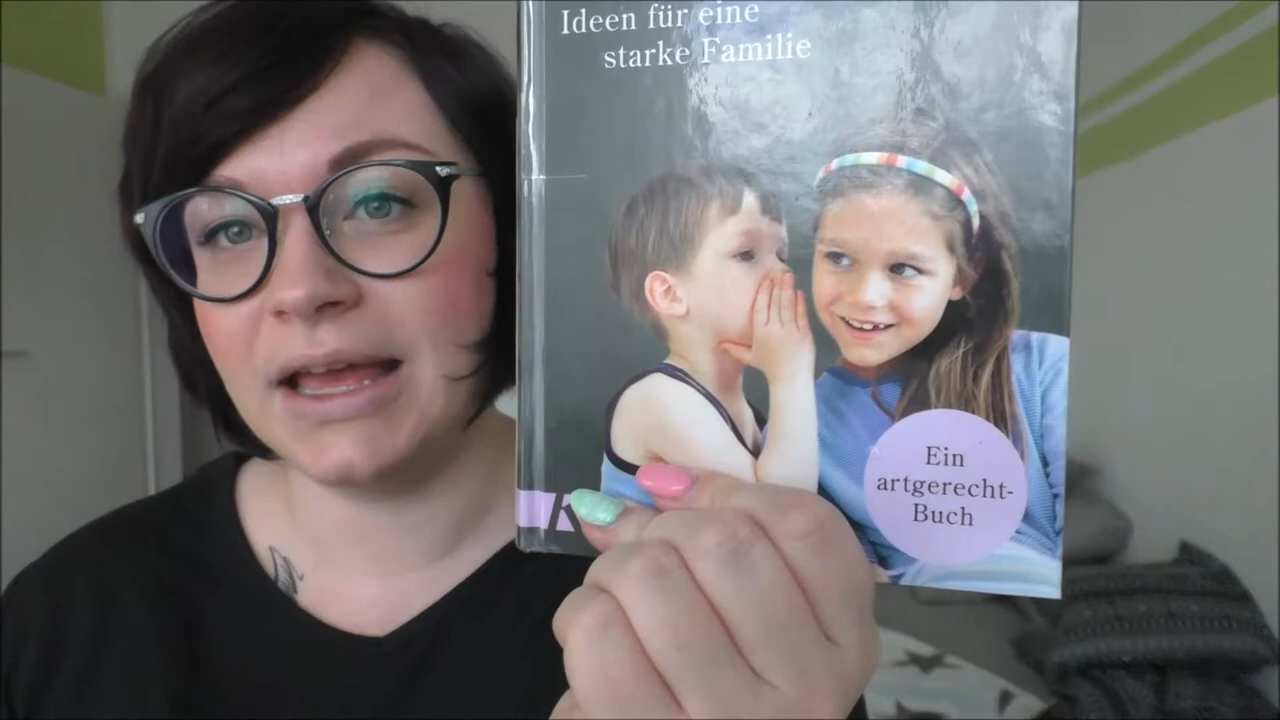 Ideen für eine
starke Familie
Ein
artgerecht-
Buch
K